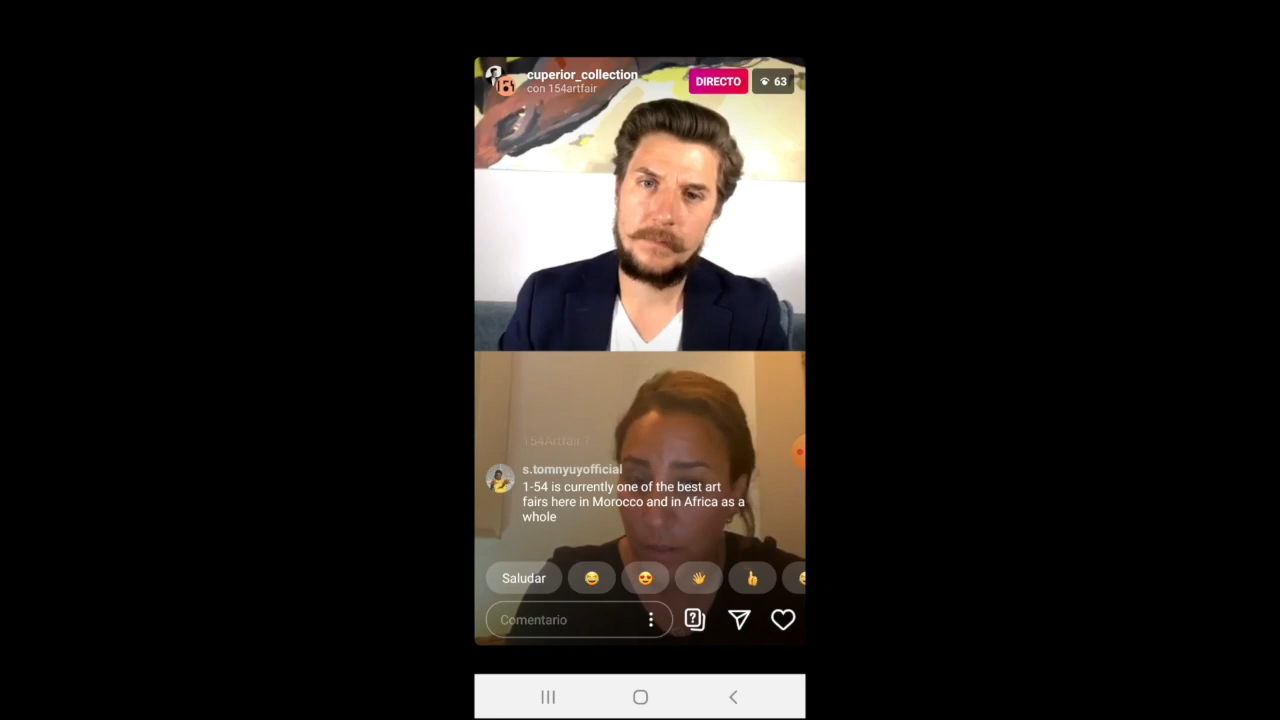 cuperior_collection
con 154artfair
DIRECTO
63
154Artfair ?
s.tomnyuyofficial
1-54 is currently one of the best art
fairs here in Morocco and in Africa as a
whole
Saludar
Comentario